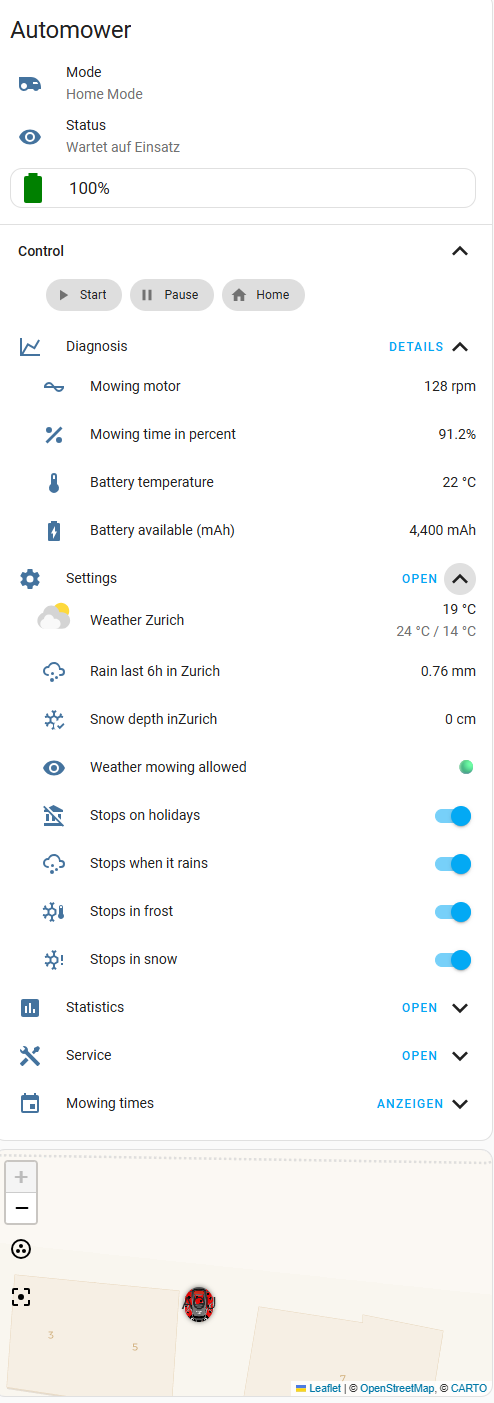 Automower
Mode
Home Mode
Status
Wartet auf Einsatz
100%
Control
Start Pause Home
Diagnosis DETAILS
Mowing motor 128 rpm
Mowing time in percent 91.2%
Battery temperature 22 °C
Battery available (mAh) 4,400 mAh
Settings OPEN
Weather Zurich 19 °C
24 °C / 14 °C
Rain last 6h in Zurich 0.76 mm
Snow depth inZurich 0 cm
Weather mowing allowed
Stops on holidays
Stops when it rains
Stops in frost
Stops in snow
Statistics OPEN
Service OPEN
Mowing times ANZEIGEN
+
−
3
5
7
Leaflet | © OpenStreetMap, © CARTO